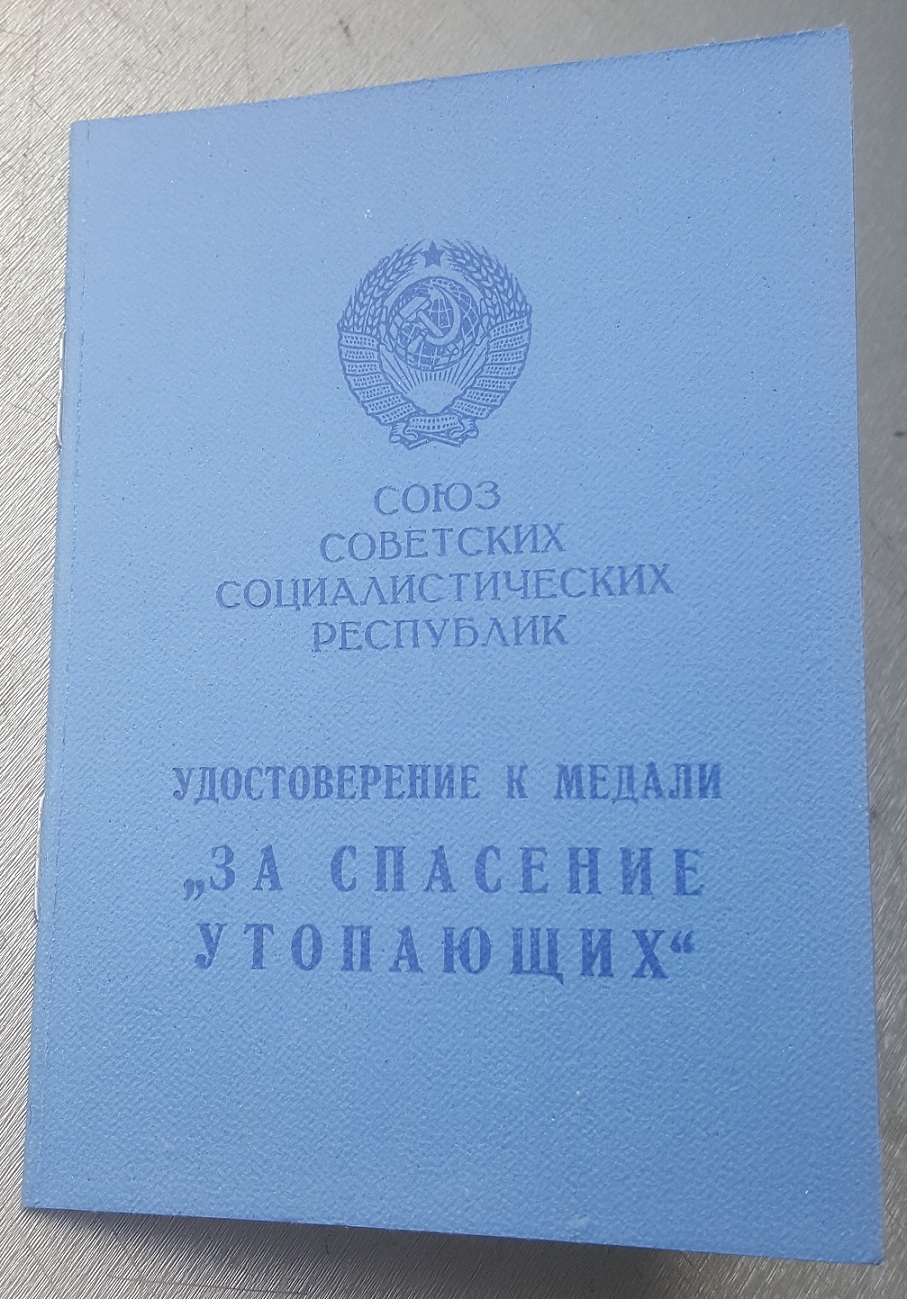 СОЮЗ
СОВЕТСКИХ
СОЦИАЛИСТИЧЕСКИХ
РЕСПУБЛИК
УДОСТОВЕРЕНИЕ К МЕДАЛИ
„ЗА СПАСЕНИЕ
УТОПАЮЩИХ“